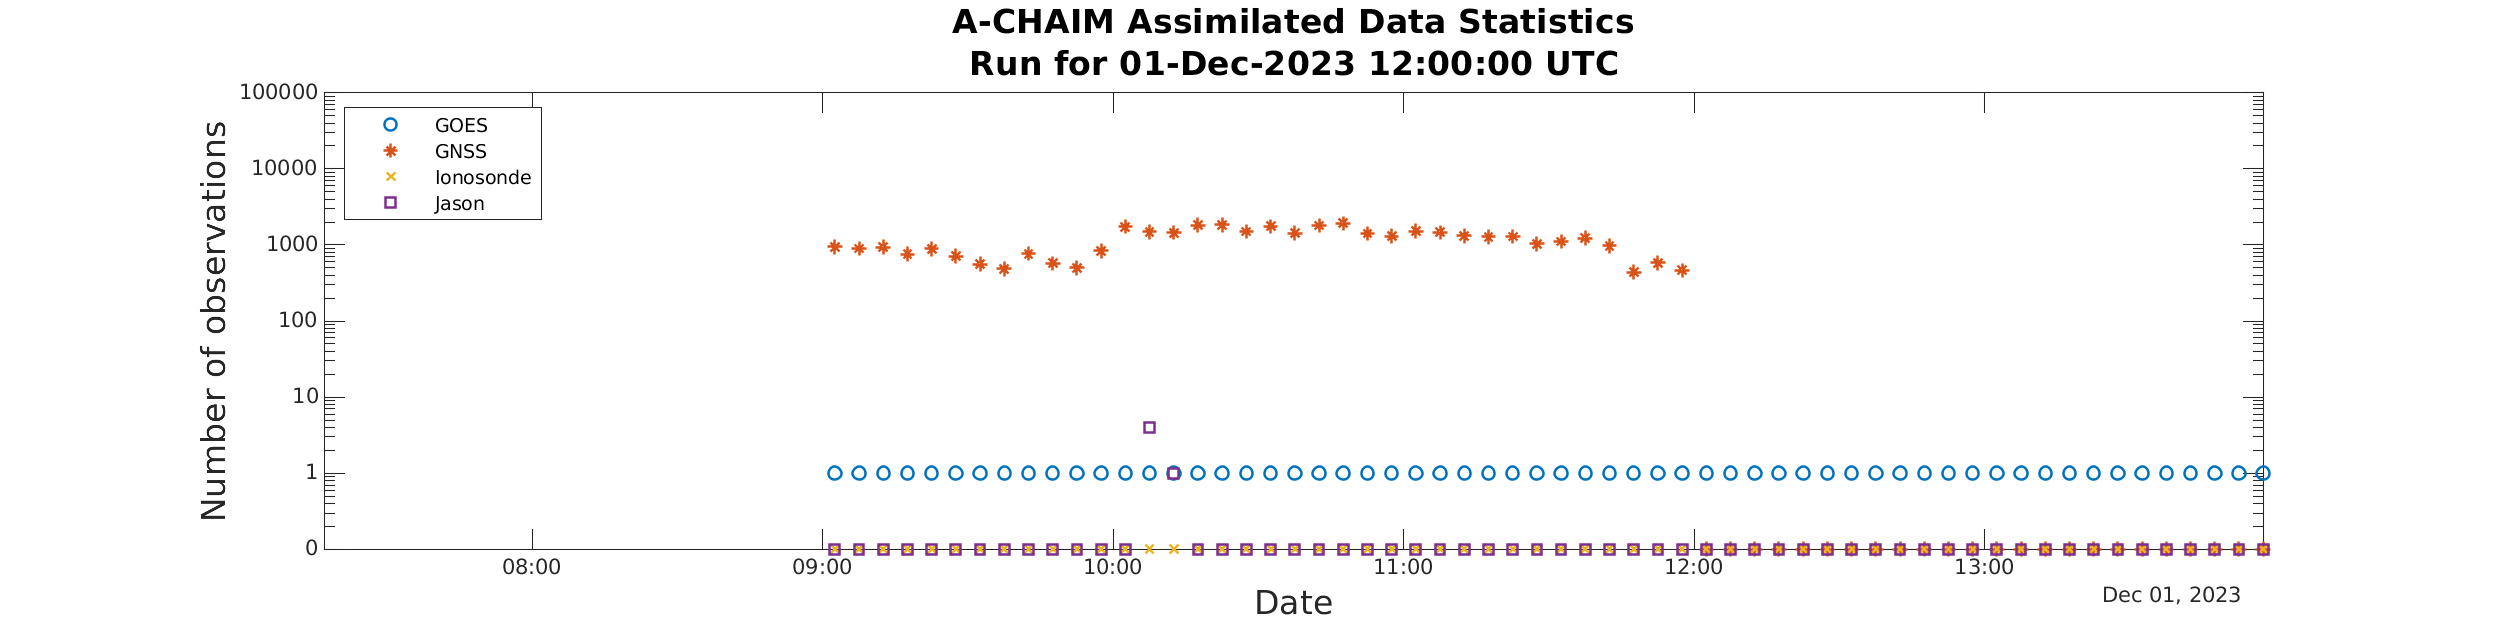 A-CHAIM Assimilated Data Statistics
Run for 01-Dec-2023 12:00:00 UTC
Number of observations
100000
10000
1000
100
10
1
0
GOES
GNSS
Ionosonde
Jason
08:00 09:00 10:00 11:00 12:00 13:00
Date
Dec 01, 2023